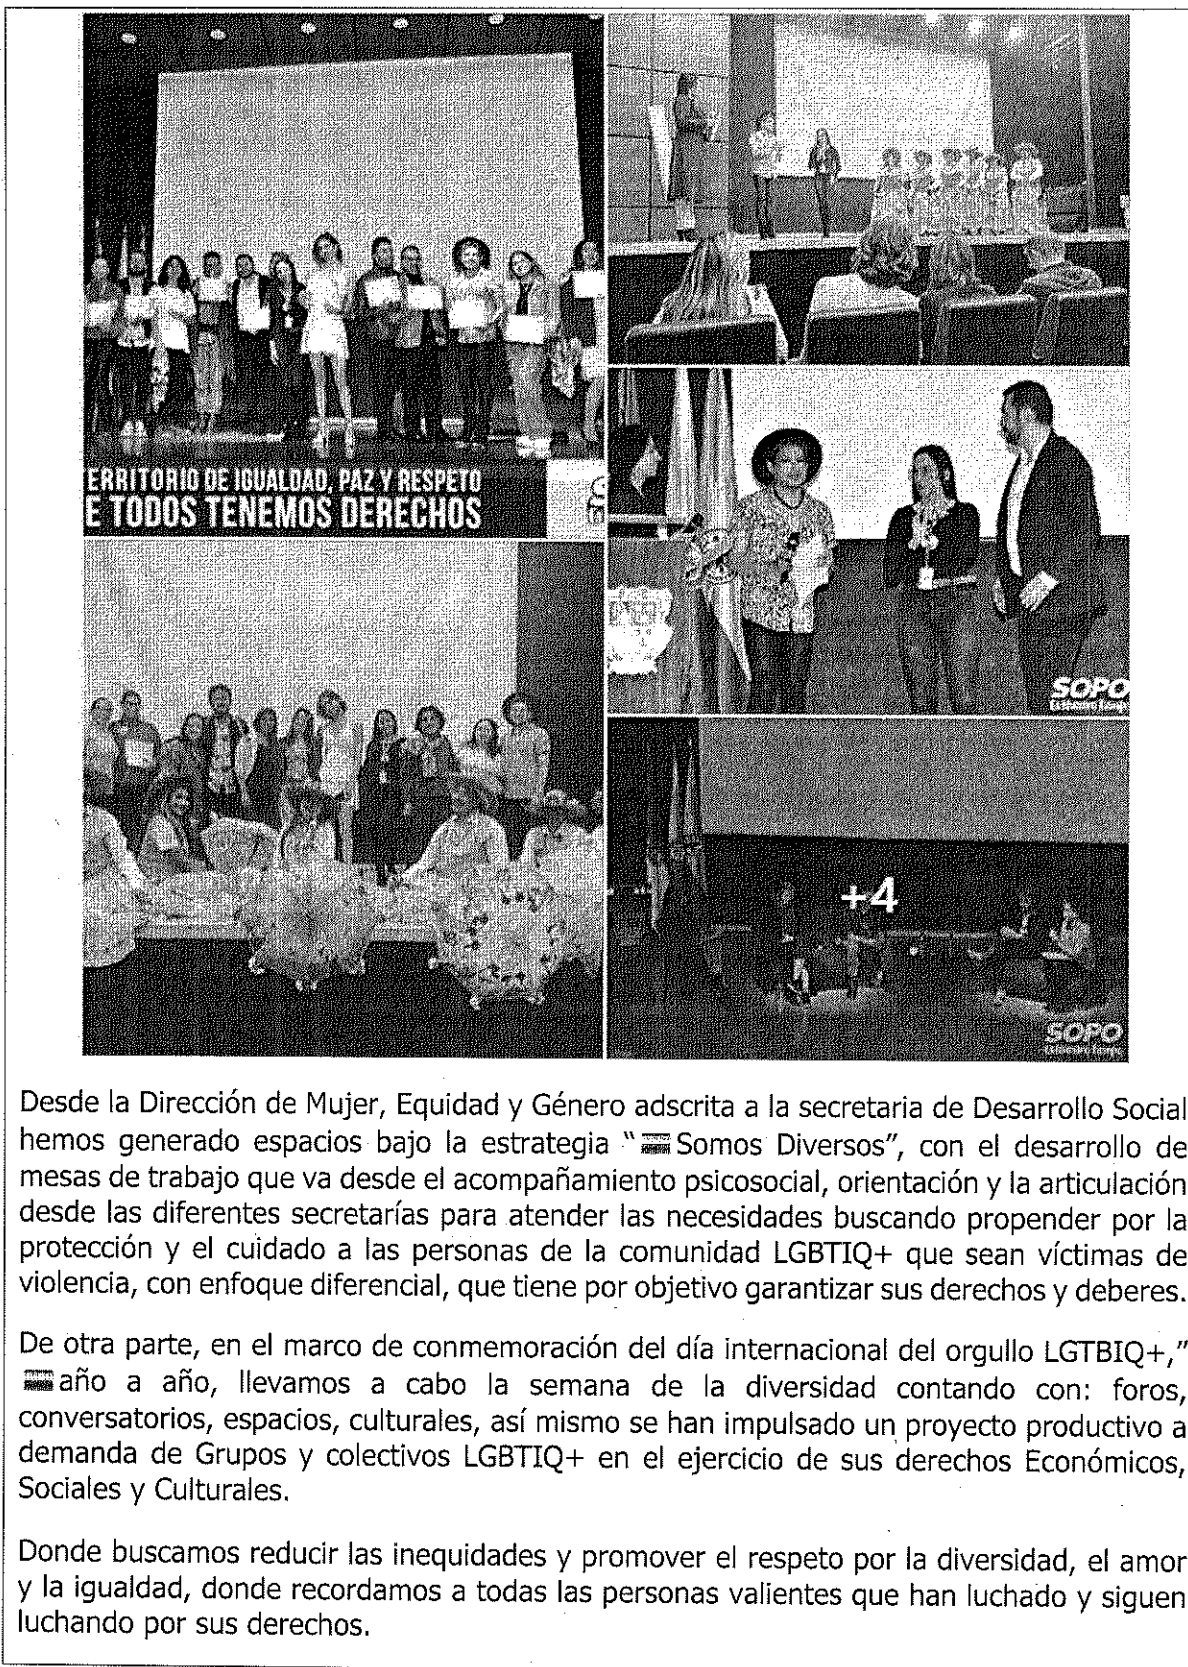 ERRITORIO DE IGUALDAD, PAZ Y RESPETO
E TODOS TENEMOS DERECHOS
SOPO
+4
SOPO
Desde la Dirección de Mujer, Equidad y Género adscrita a la secretaria de Desarrollo Social
hemos generado espacios bajo la estrategia “Somos Diversos”, con el desarrollo de
mesas de trabajo que va desde el acompañamiento psicosocial, orientación y la articulación
desde las diferentes secretarías para atender las necesidades buscando propender por la
protección y el cuidado a las personas de la comunidad LGBTIQ+ que sean víctimas de
violencia, con enfoque diferencial, que tiene por objetivo garantizar sus derechos y deberes.
De otra parte, en el marco de conmemoración del día internacional del orgullo LGTBIQ+,”
año a año, llevamos a cabo la semana de la diversidad contando con: foros,
conversatorios, espacios, culturales, así mismo se han impulsado un proyecto productivo a
demanda de Grupos y colectivos LGBTIQ+ en el ejercicio de sus derechos Económicos,
Sociales y Culturales.
Donde buscamos reducir las inequidades y promover el respeto por la diversidad, el amor
y la igualdad, donde recordamos a todas las personas valientes que han luchado y siguen
luchando por sus derechos.